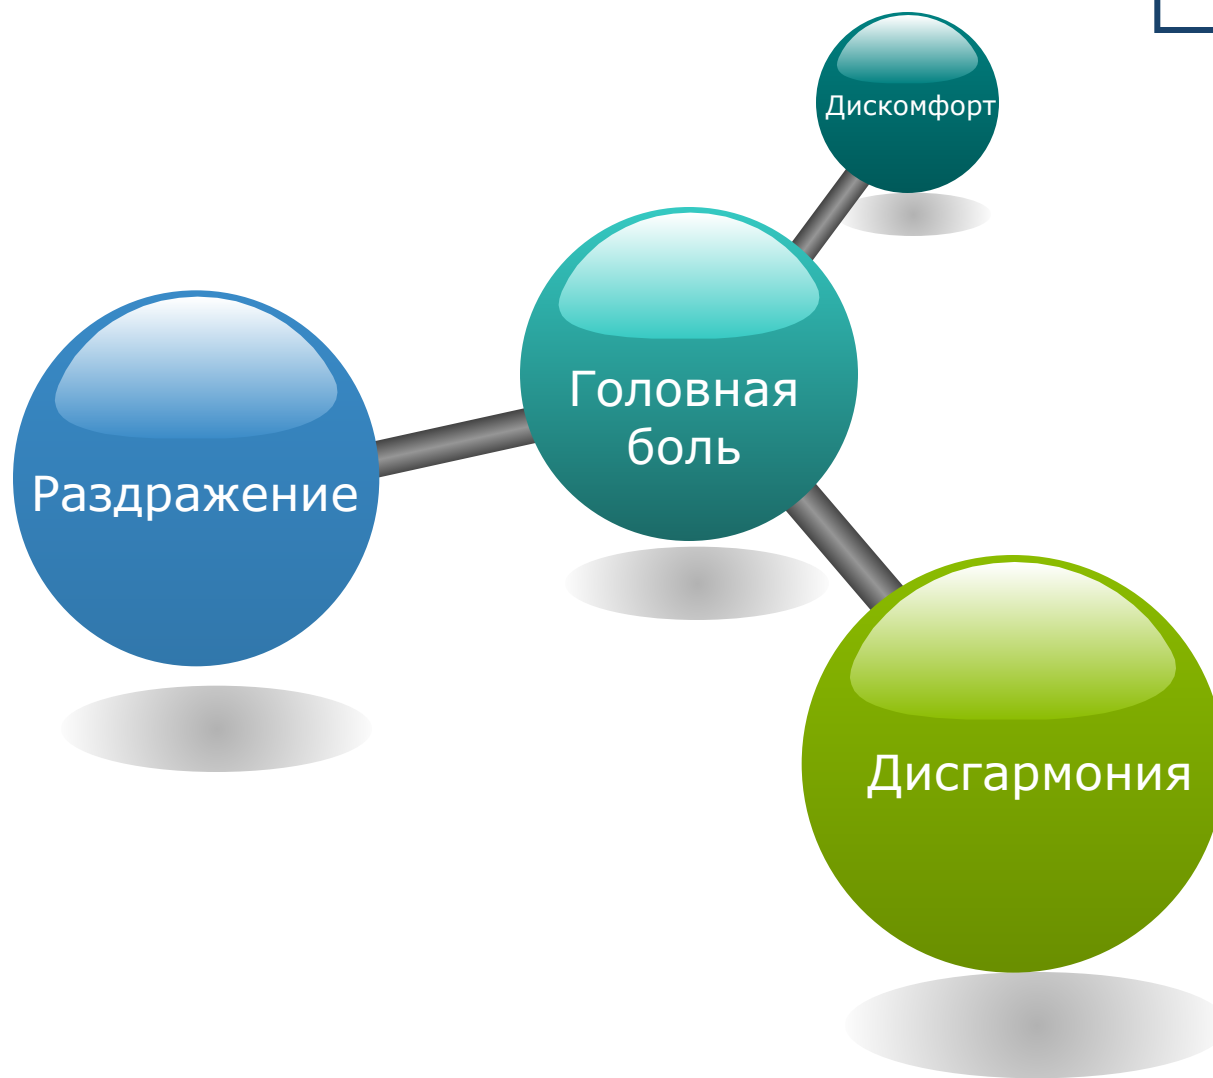 Дискомфорт
Головная
боль
Раздражение
Дисгармония